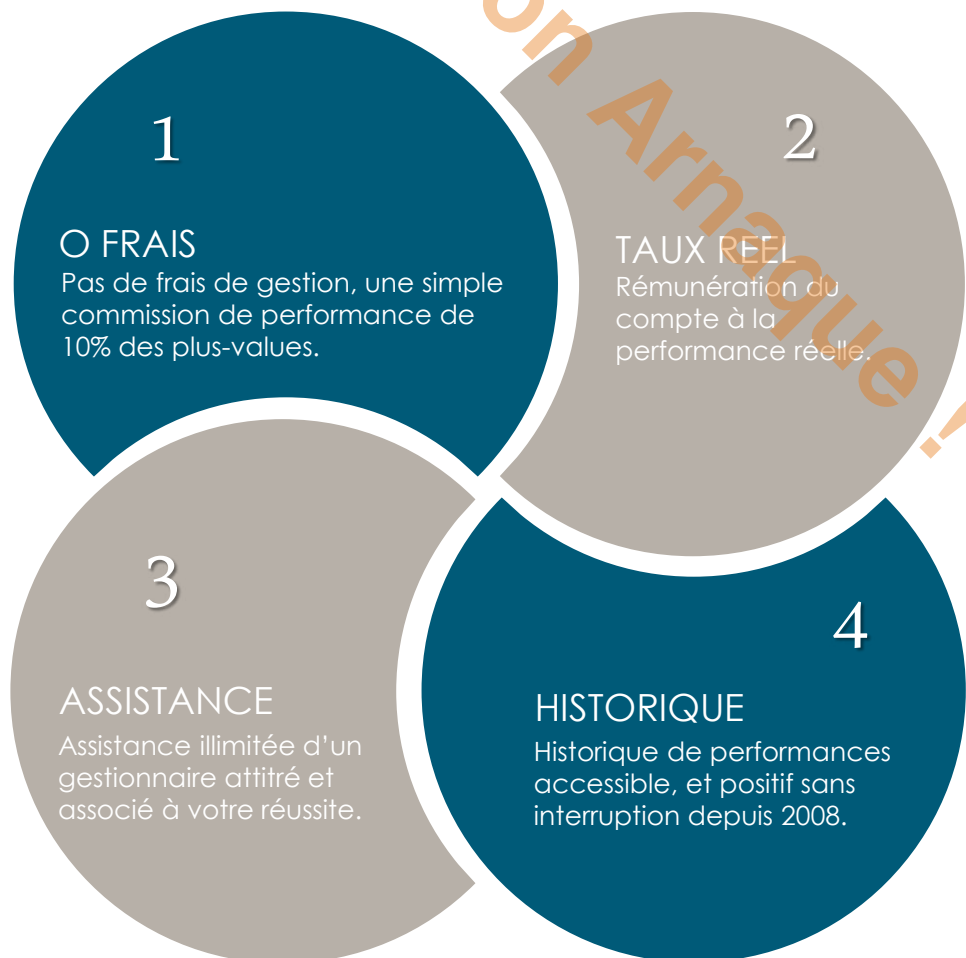 1
O FRAIS
Pas de frais de gestion, une simple
commission de performance de
10% des plus-values.
2
TAUX REEL
Rémunération du
compte à la
performance réelle.
3
ASSISTANCE
Assistance illimitée d’un
gestionnaire attitré et
associé à votre réussite.
4
HISTORIQUE
Historique de performances
accessible, et positif sans
interruption depuis 2008.
Arnaque !